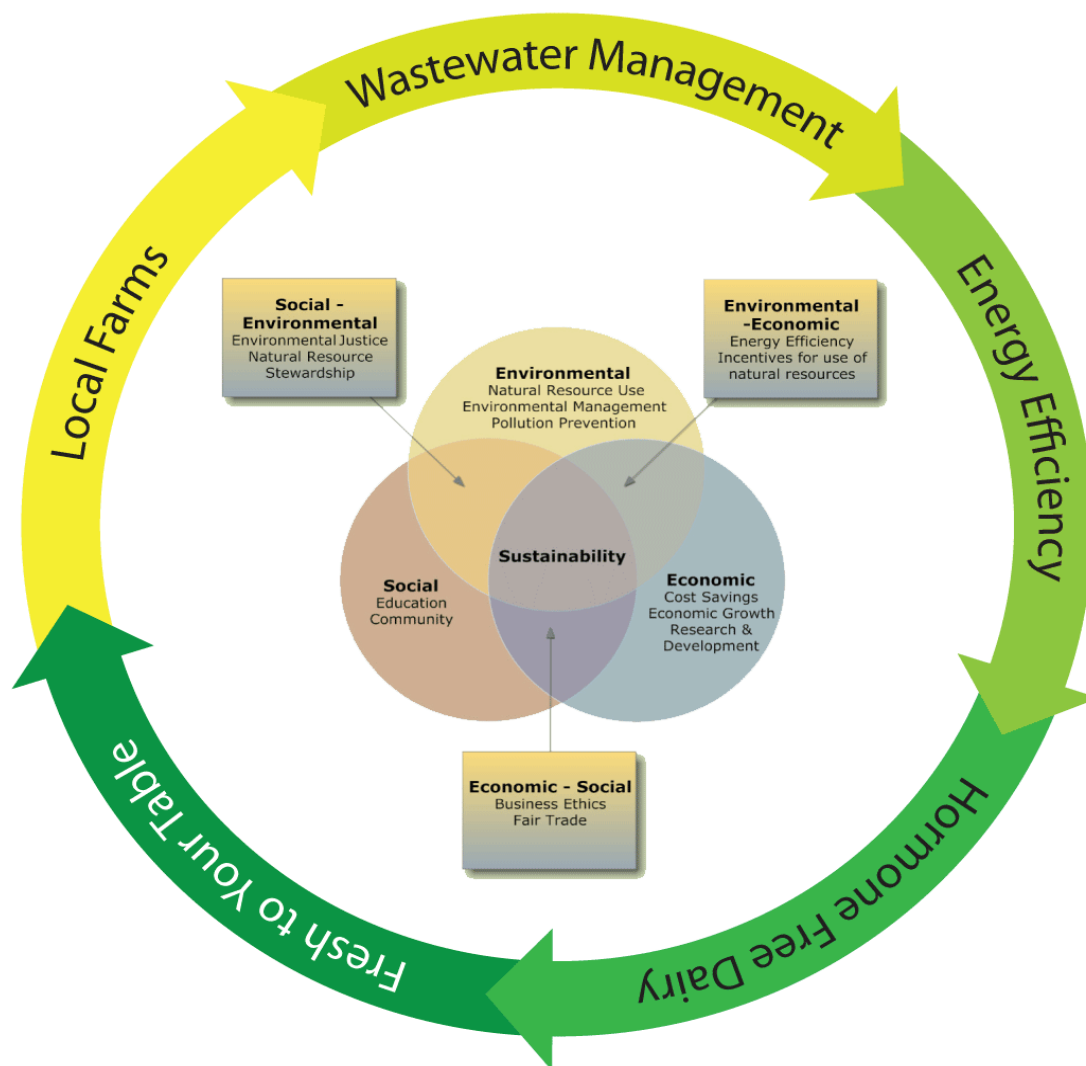 Wastewater Management
Energy Efficiency
Hormone Free Dairy
Fresh to Your Table
Local Farms
Social -
Environmental
Environmental Justice
Natural Resource
Stewardship
Environmental
-Economic
Energy Efficiency
Incentives for use of
natural resources
Environmental
Natural Resource Use
Environmental Management
Pollution Prevention
Sustainability
Social
Education
Community
Economic
Cost Savings
Economic Growth
Research &
Development
Economic - Social
Business Ethics
Fair Trade